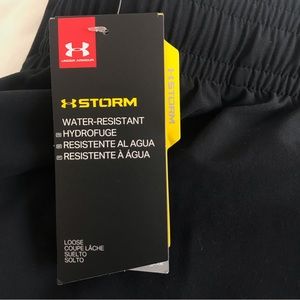 UNDER ARMOUR
STORM
WATER-RESISTANT
HYDROFUGE
RESISTENTE AL AGUA
RESISTENTE À ÁGUA
LOOSE
COUPE LÂCHE
SUELTO
SOLTO
STORM